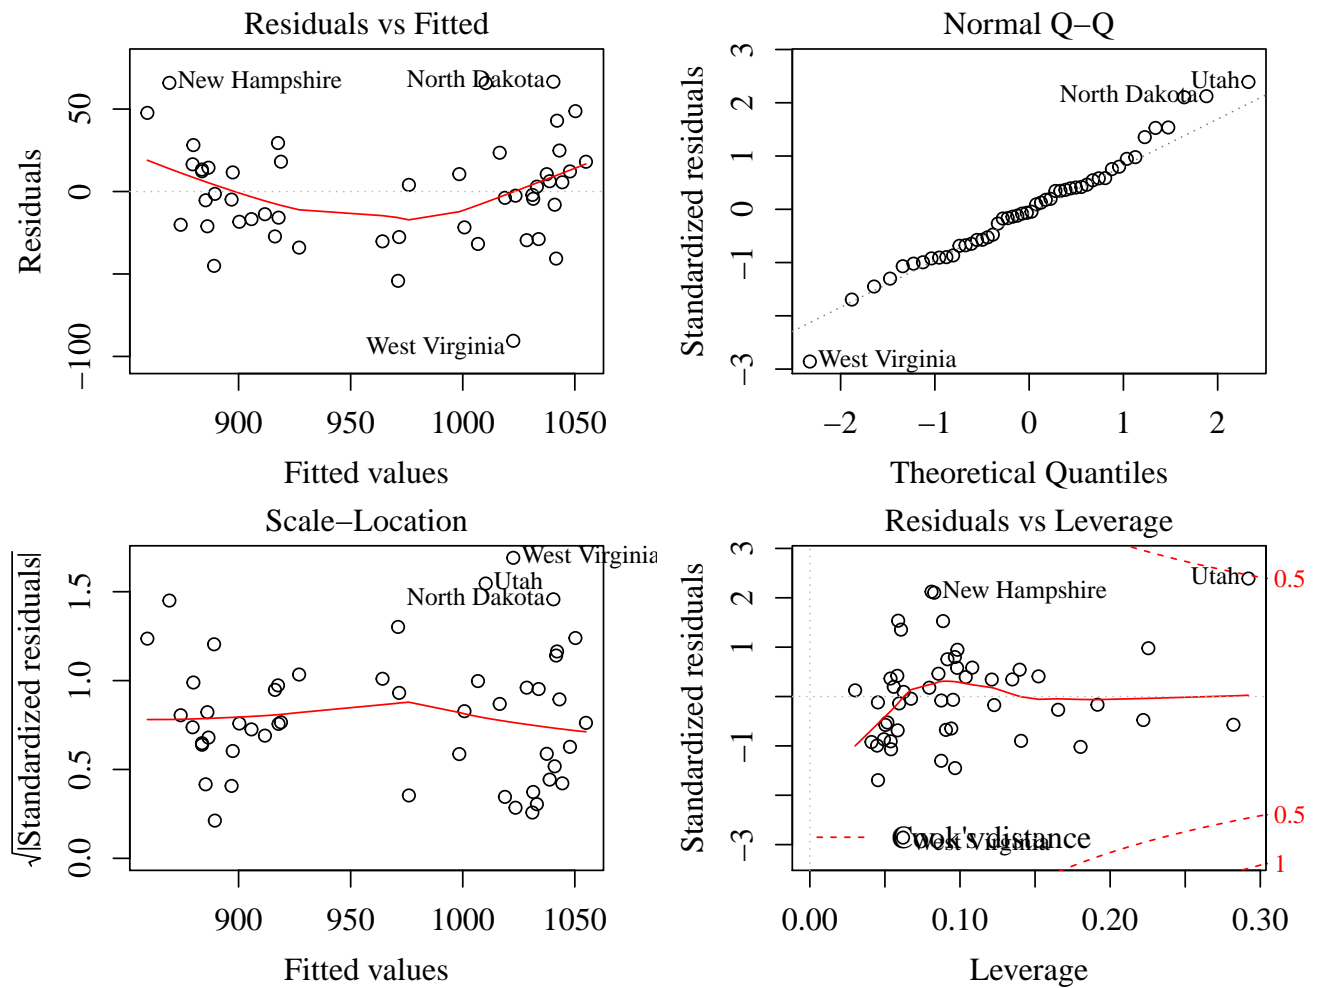 Residuals vs Fitted
New Hampshire
North Dakota
West Virginia
Residuals
−100
0
50
900
950
1000
1050
Fitted values
Normal Q−Q
Utah
North Dakota
West Virginia
Standardized residuals
−3
−1
0
1
2
3
−2
−1
0
1
2
Theoretical Quantiles
Scale−Location
West Virginia
Utah
North Dakota
√|Standardized residuals|
0.0
0.5
1.0
1.5
900
950
1000
1050
Fitted values
Residuals vs Leverage
Utah
New Hampshire
West Virginia
Cook's distance
0.5
0.5
1
Standardized residuals
−3
−1
1
2
3
0.00
0.10
0.20
0.30
Leverage